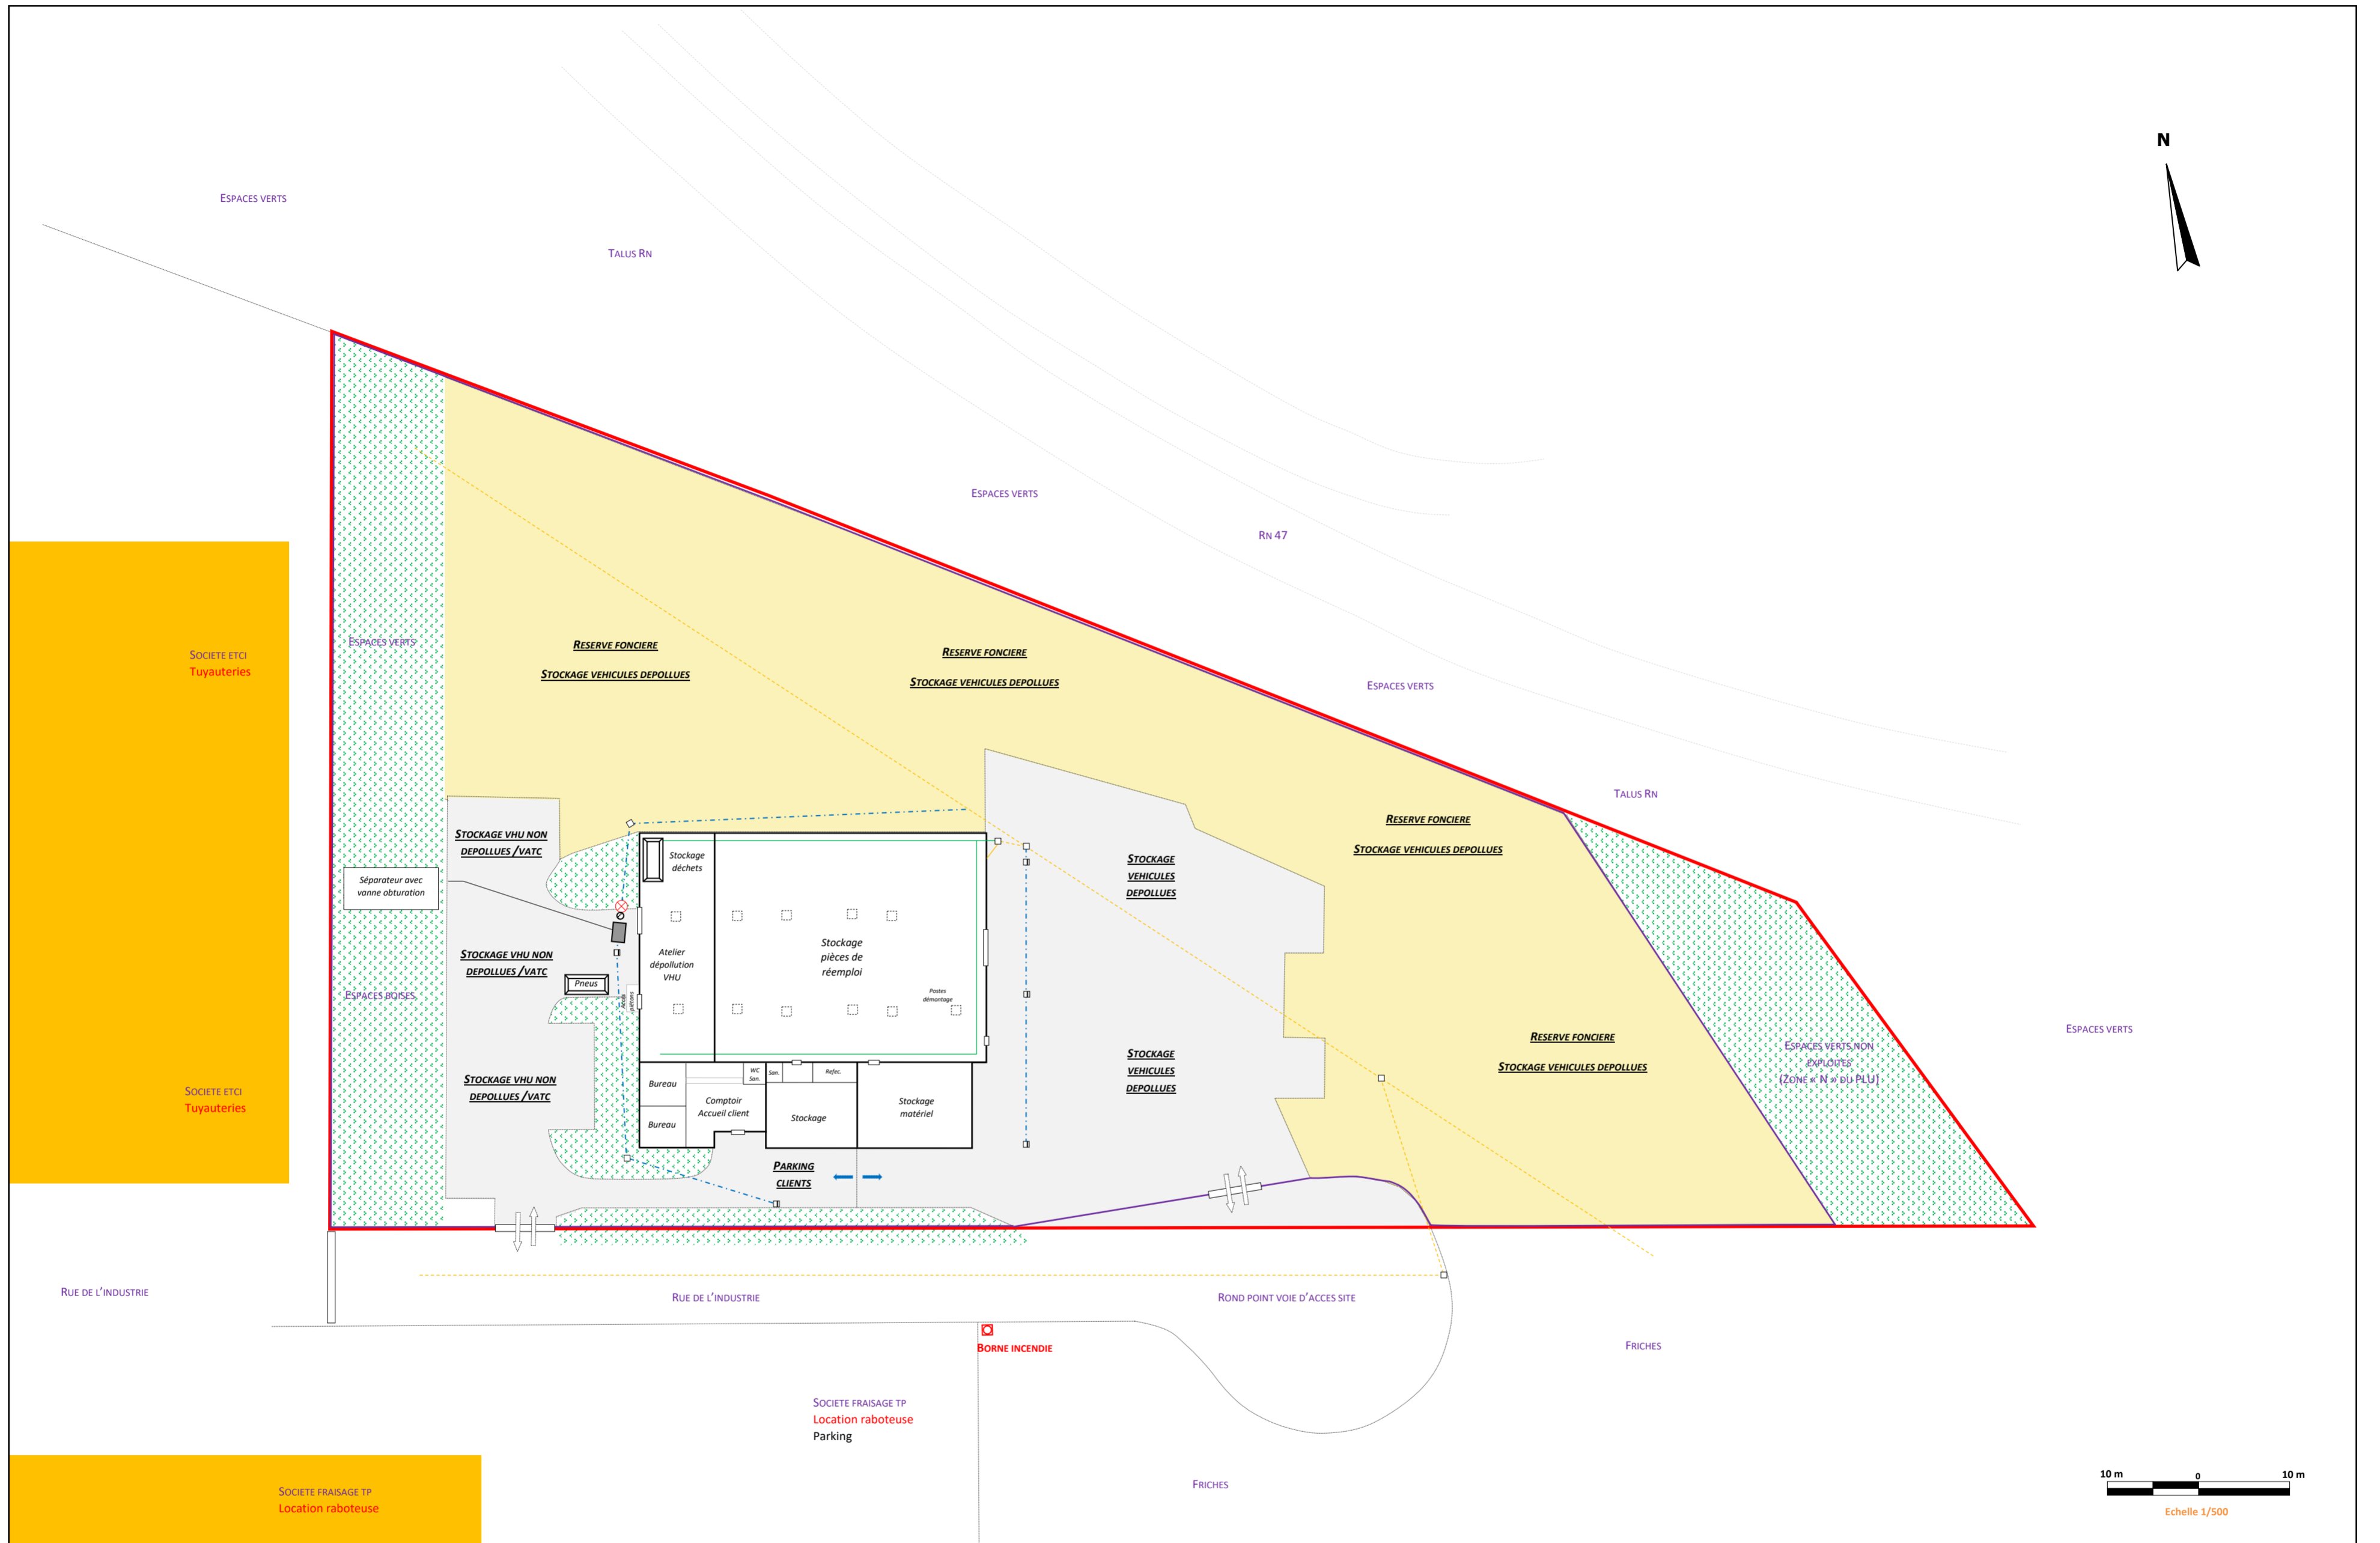 N
ESPACES VERTS
TALUS RN
ESPACES VERTS
RN 47
ESPACES VERTS
SOCIETE ETCI
Tuyauteries
RESERVE FONCIERE
STOCKAGE VEHICULES DEPOLLUES
RESERVE FONCIERE
STOCKAGE VEHICULES DEPOLLUES
ESPACES VERTS
TALUS RN
RESERVE FONCIERE
STOCKAGE VEHICULES DEPOLLUES
STOCKAGE VHU NON
DEPOLLUES /VATC
Séparateur avec
vanne obturation
Stockage
déchets
STOCKAGE
VEHICULES
DEPOLLUES
STOCKAGE VHU NON
DEPOLLUES /VATC
Atelier
dépollution
VHU
Stockage
pièces de
réemploi
Pneus
Accès
piétons
Postes
démontage
ESPACES BOISES
ESPACES VERTS
RESERVE FONCIERE
STOCKAGE VEHICULES DEPOLLUES
ESPACES VERTS NON
EXPLOITES
(ZONE « N » DU PLU)
STOCKAGE
VEHICULES
DEPOLLUES
STOCKAGE VHU NON
DEPOLLUES /VATC
Bureau
WC
San.
San.
Refec.
Comptoir
Accueil client
Bureau
Stockage
Stockage
matériel
SOCIETE ETCI
Tuyauteries
PARKING
CLIENTS
RUE DE L'INDUSTRIE
RUE DE L'INDUSTRIE
ROND POINT VOIE D'ACCES SITE
BORNE INCENDIE
FRICHES
SOCIETE FRAISAGE TP
Location raboteuse
Parking
FRICHES
SOCIETE FRAISAGE TP
Location raboteuse
10 m 0 10 m
Echelle 1/500